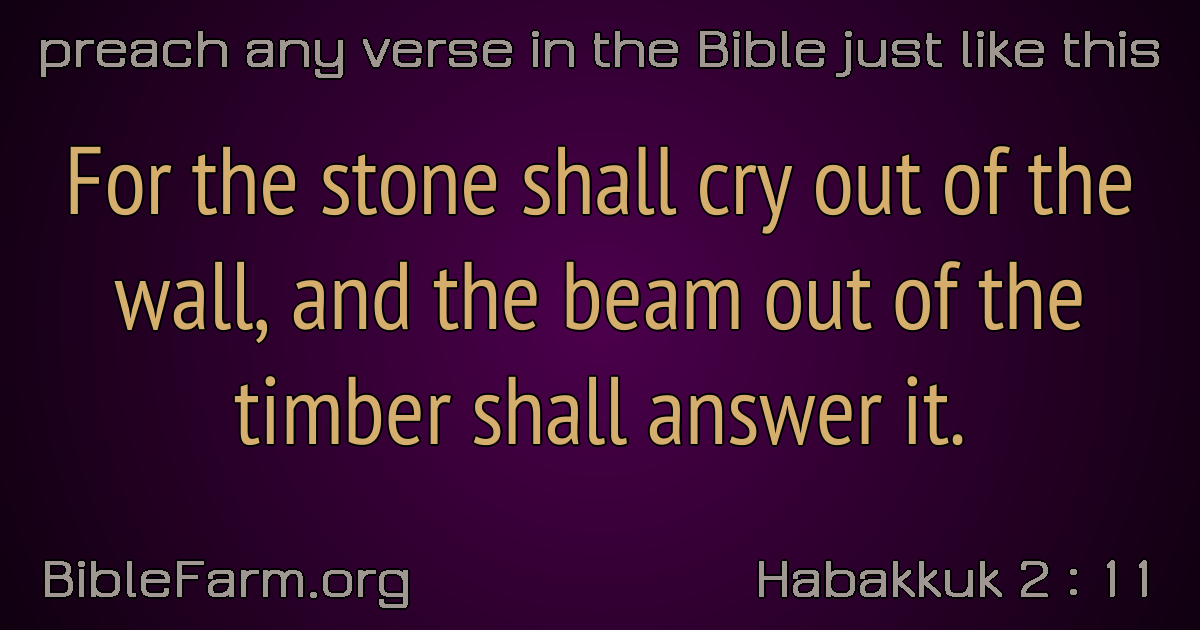 preach any verse in the Bible just like this
For the stone shall cry out of the
wall, and the beam out of the
timber shall answer it.
BibleFarm.org
Habakkuk 2 : 11